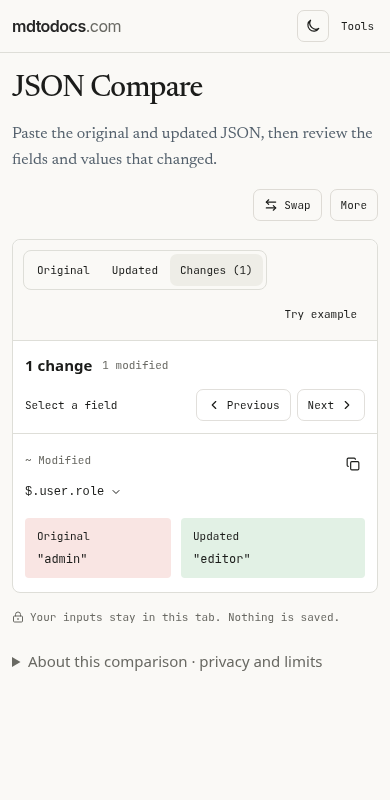 mdtodocs.com
Tools
JSON Compare
Paste the original and updated JSON, then review the
fields and values that changed.
Swap
More
Original
Updated
Changes (1)
Try example
1 change 1 modified
Select a field
Previous
Next
~ Modified
$.user.role
Original
"admin"
Updated
"editor"
Your inputs stay in this tab. Nothing is saved.
About this comparison · privacy and limits